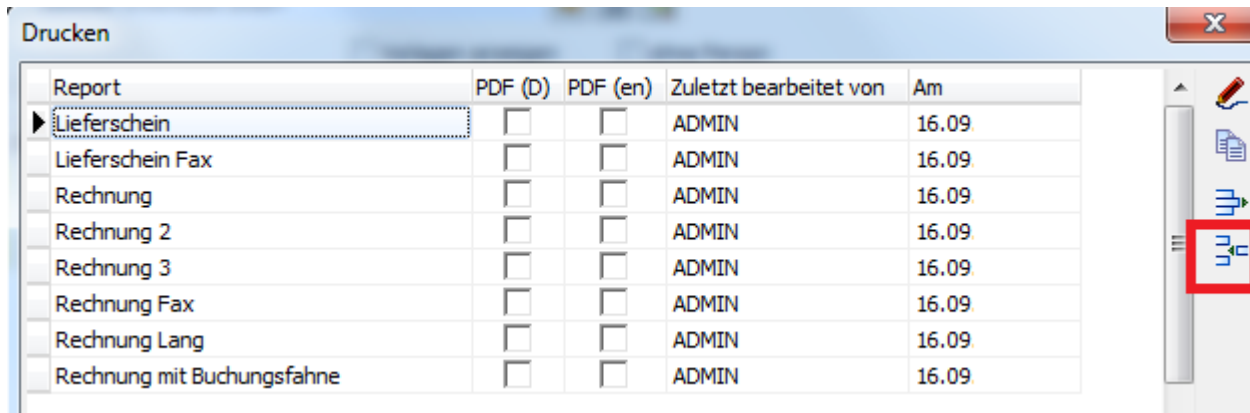 Drucken
Report PDF (D) PDF (en) Zuletzt bearbeitet von Am
Lieferschein ADMIN 16.09.
Lieferschein Fax ADMIN 16.09.
Rechnung ADMIN 16.09.
Rechnung 2 ADMIN 16.09.
Rechnung 3 ADMIN 16.09.
Rechnung Fax ADMIN 16.09.
Rechnung Lang ADMIN 16.09.
Rechnung mit Buchungsfahne ADMIN 16.09.